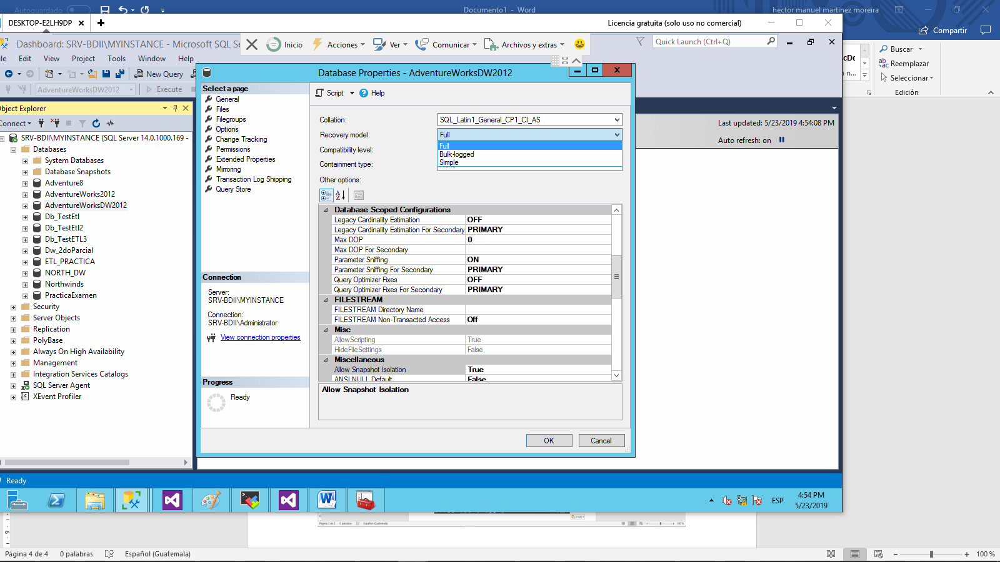 Autoguardado
Documento1 - Word
hector manuel martinez moreira
DESKTOP-E2LH9DP
Licencia gratuita (solo uso no comercial)
Compartir
Dashboard: SRV-BDII\MYINSTANCE - Microsoft SQL Se
Inicio
Acciones
Ver
Comunicar
Archivos y extras
Quick Launch (Ctrl+Q)
Buscar
Reemplazar
Seleccionar
Edición
le Edit View Project Tools Window Help
New Query
AdventureWorksDW2012
Execute
Database Properties - AdventureWorksDW2012
bject Explorer
onnect
SRV-BDII\MYINSTANCE (SQL Server 14.0.1000.169 -
Databases
System Databases
Database Snapshots
Adventure8
AdventureWorks2012
AdventureWorksDW2012
Db_TestEtl
Db_TestEtl2
Db_TestETL3
Dw_2doParcial
ETL_PRACTICA
NORTH_DW
Northwinds
PracticaExamen
Security
Server Objects
Replication
PolyBase
Always On High Availability
Management
Integration Services Catalogs
SQL Server Agent
XEvent Profiler
Select a page
General
Files
Filegroups
Options
Change Tracking
Permissions
Extended Properties
Mirroring
Transaction Log Shipping
Query Store
Connection
Server:
SRV-BDII\MYINSTANCE
Connection:
SRV-BDII\Administrator
View connection properties
Progress
Ready
Script
Help
Collation: SQL_Latin1_General_CP1_CI_AS
Recovery model: Full
Full
Bulk-logged
Simple
Compatibility level:
Containment type:
Other options:
Database Scoped Configurations
Legacy Cardinality Estimation OFF
Legacy Cardinality Estimation For Secondary PRIMARY
Max DOP 0
Max DOP For Secondary
Parameter Sniffing ON
Parameter Sniffing For Secondary PRIMARY
Query Optimizer Fixes OFF
Query Optimizer Fixes For Secondary PRIMARY
FILESTREAM
FILESTREAM Directory Name
FILESTREAM Non-Transacted Access Off
Misc
AllowScripting True
HideFileSettings False
Miscellaneous
Allow Snapshot Isolation True
ANSI NULL Default False
Allow Snapshot Isolation
OK
Cancel
Last updated: 5/23/2019 4:54:08 PM
Auto refresh: on
Ready
ESP
4:54 PM
5/23/2019
Página 4 de 4
0 palabras
Español (Guatemala)
100 %